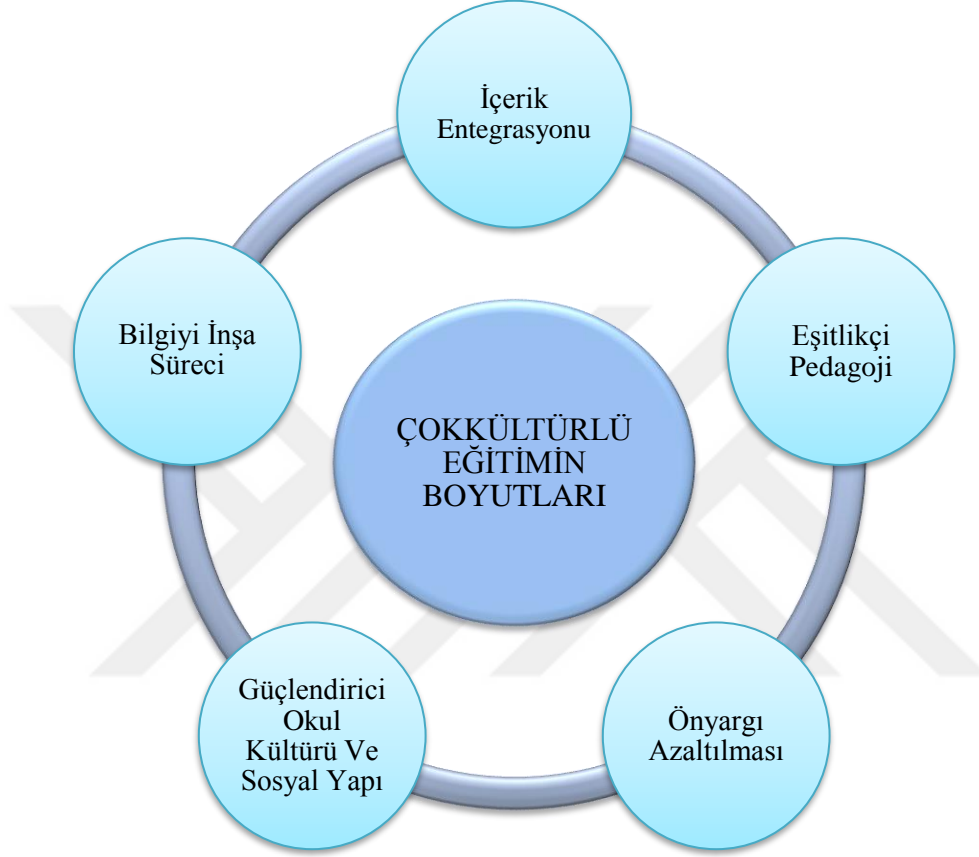 İçerik
Entegrasyonu
Bilgiyi İnşa
Süreci
Eşitlikçi
Pedagoji
ÇOKKÜLTÜRLÜ
EĞİTİMİN
BOYUTLARI
Güçlendirici
Okul
Kültürü Ve
Sosyal Yapı
Önyargı
Azaltılması